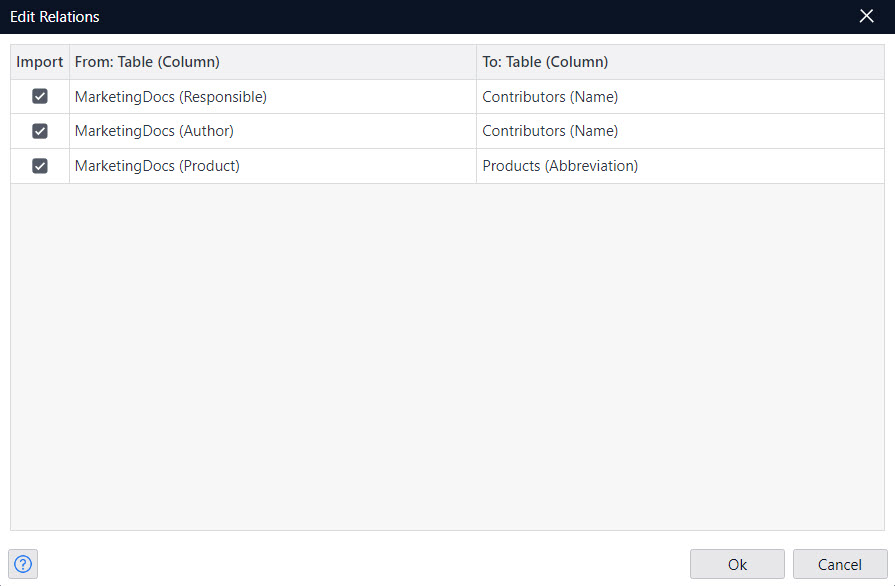 Edit Relations
Import From: Table (Column) To: Table (Column)
MarketingDocs (Responsible) Contributors (Name)
MarketingDocs (Author) Contributors (Name)
MarketingDocs (Product) Products (Abbreviation)
? Ok Cancel